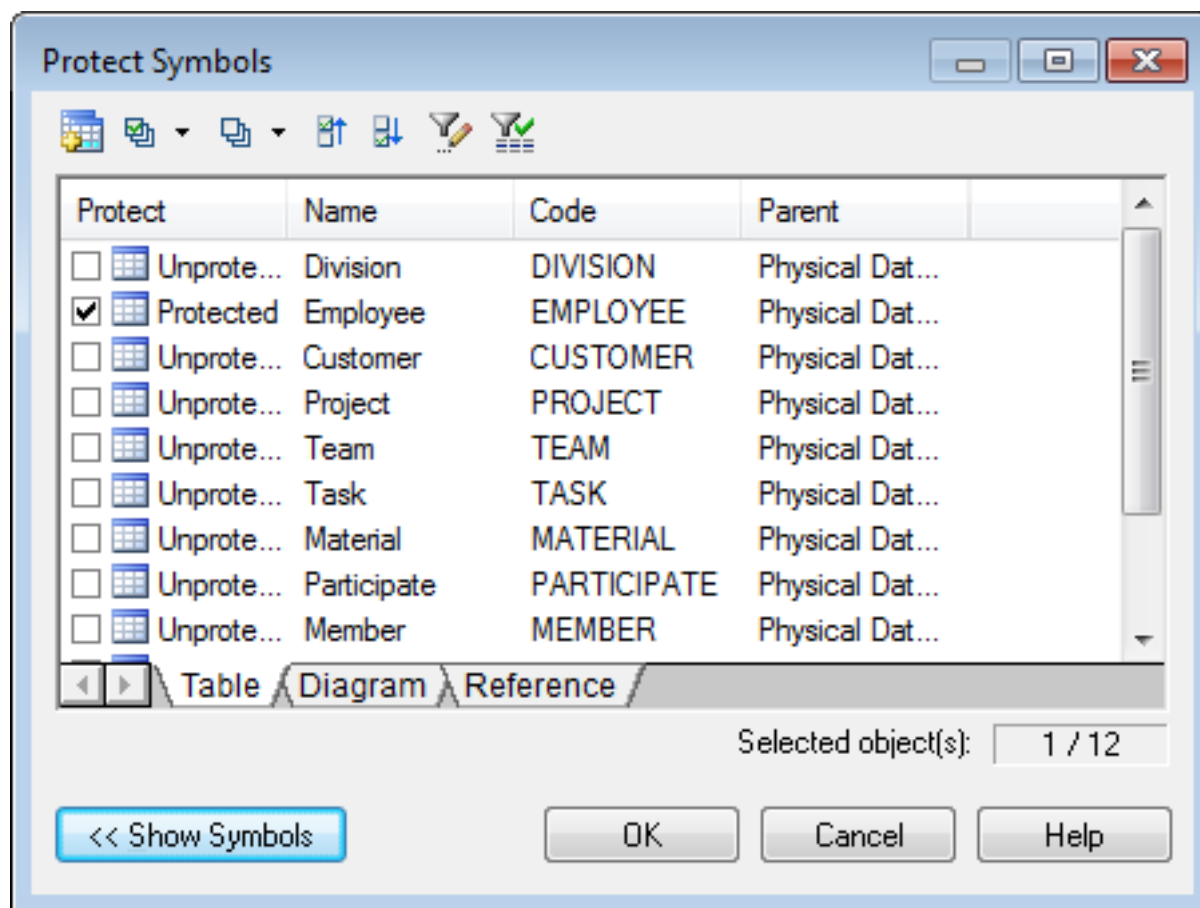 Protect Symbols
Protect Name Code Parent
Unprote... Division DIVISION Physical Dat...
Protected Employee EMPLOYEE Physical Dat...
Unprote... Customer CUSTOMER Physical Dat...
Unprote... Project PROJECT Physical Dat...
Unprote... Team TEAM Physical Dat...
Unprote... Task TASK Physical Dat...
Unprote... Material MATERIAL Physical Dat...
Unprote... Participate PARTICIPATE Physical Dat...
Unprote... Member MEMBER Physical Dat...
Table Diagram Reference
Selected object(s): 1 / 12
<< Show Symbols OK Cancel Help